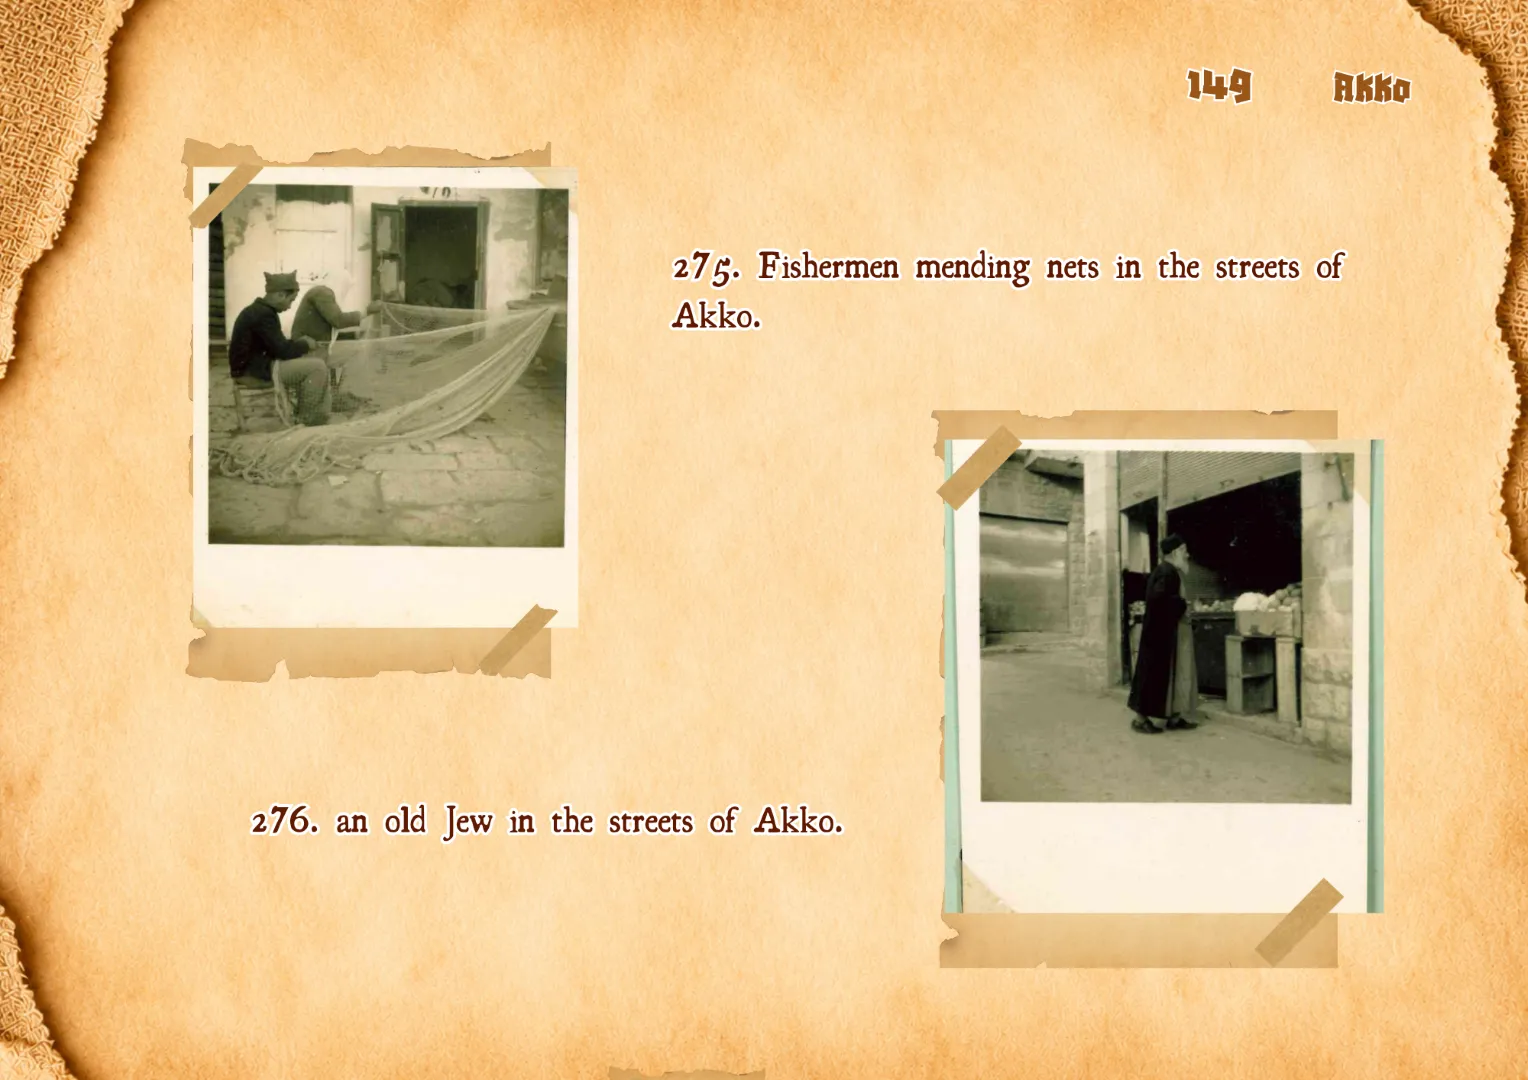 149 Akko
275. Fishermen mending nets in the streets of
Akko.
276. an old Jew in the streets of Akko.